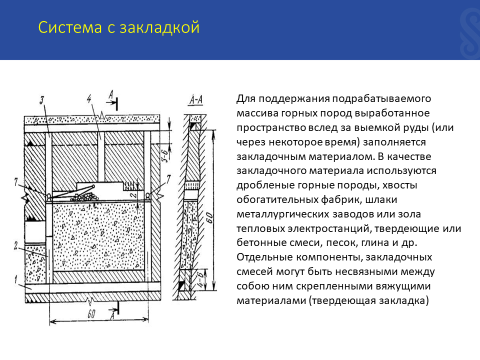 Система с закладкой
Для поддержания подрабатываемого
массива горных пород выработанное
пространство вслед за выемкой руды (или
через некоторое время) заполняется
закладочным материалом. В качестве
закладочного материала используются
дробленые горные породы, хвосты
обогатительных фабрик, шлаки
металлургических заводов или зола
тепловых электростанций, твердеющие или
бетонные смеси, песок, глина и др.
Отдельные компоненты, закладочных
смесей могут быть несвязными между
собою ним скрепленными вяжущими
материалами (твердеющая закладка)
А
А-А
3
4
7
7
2
2
1
60
60
А